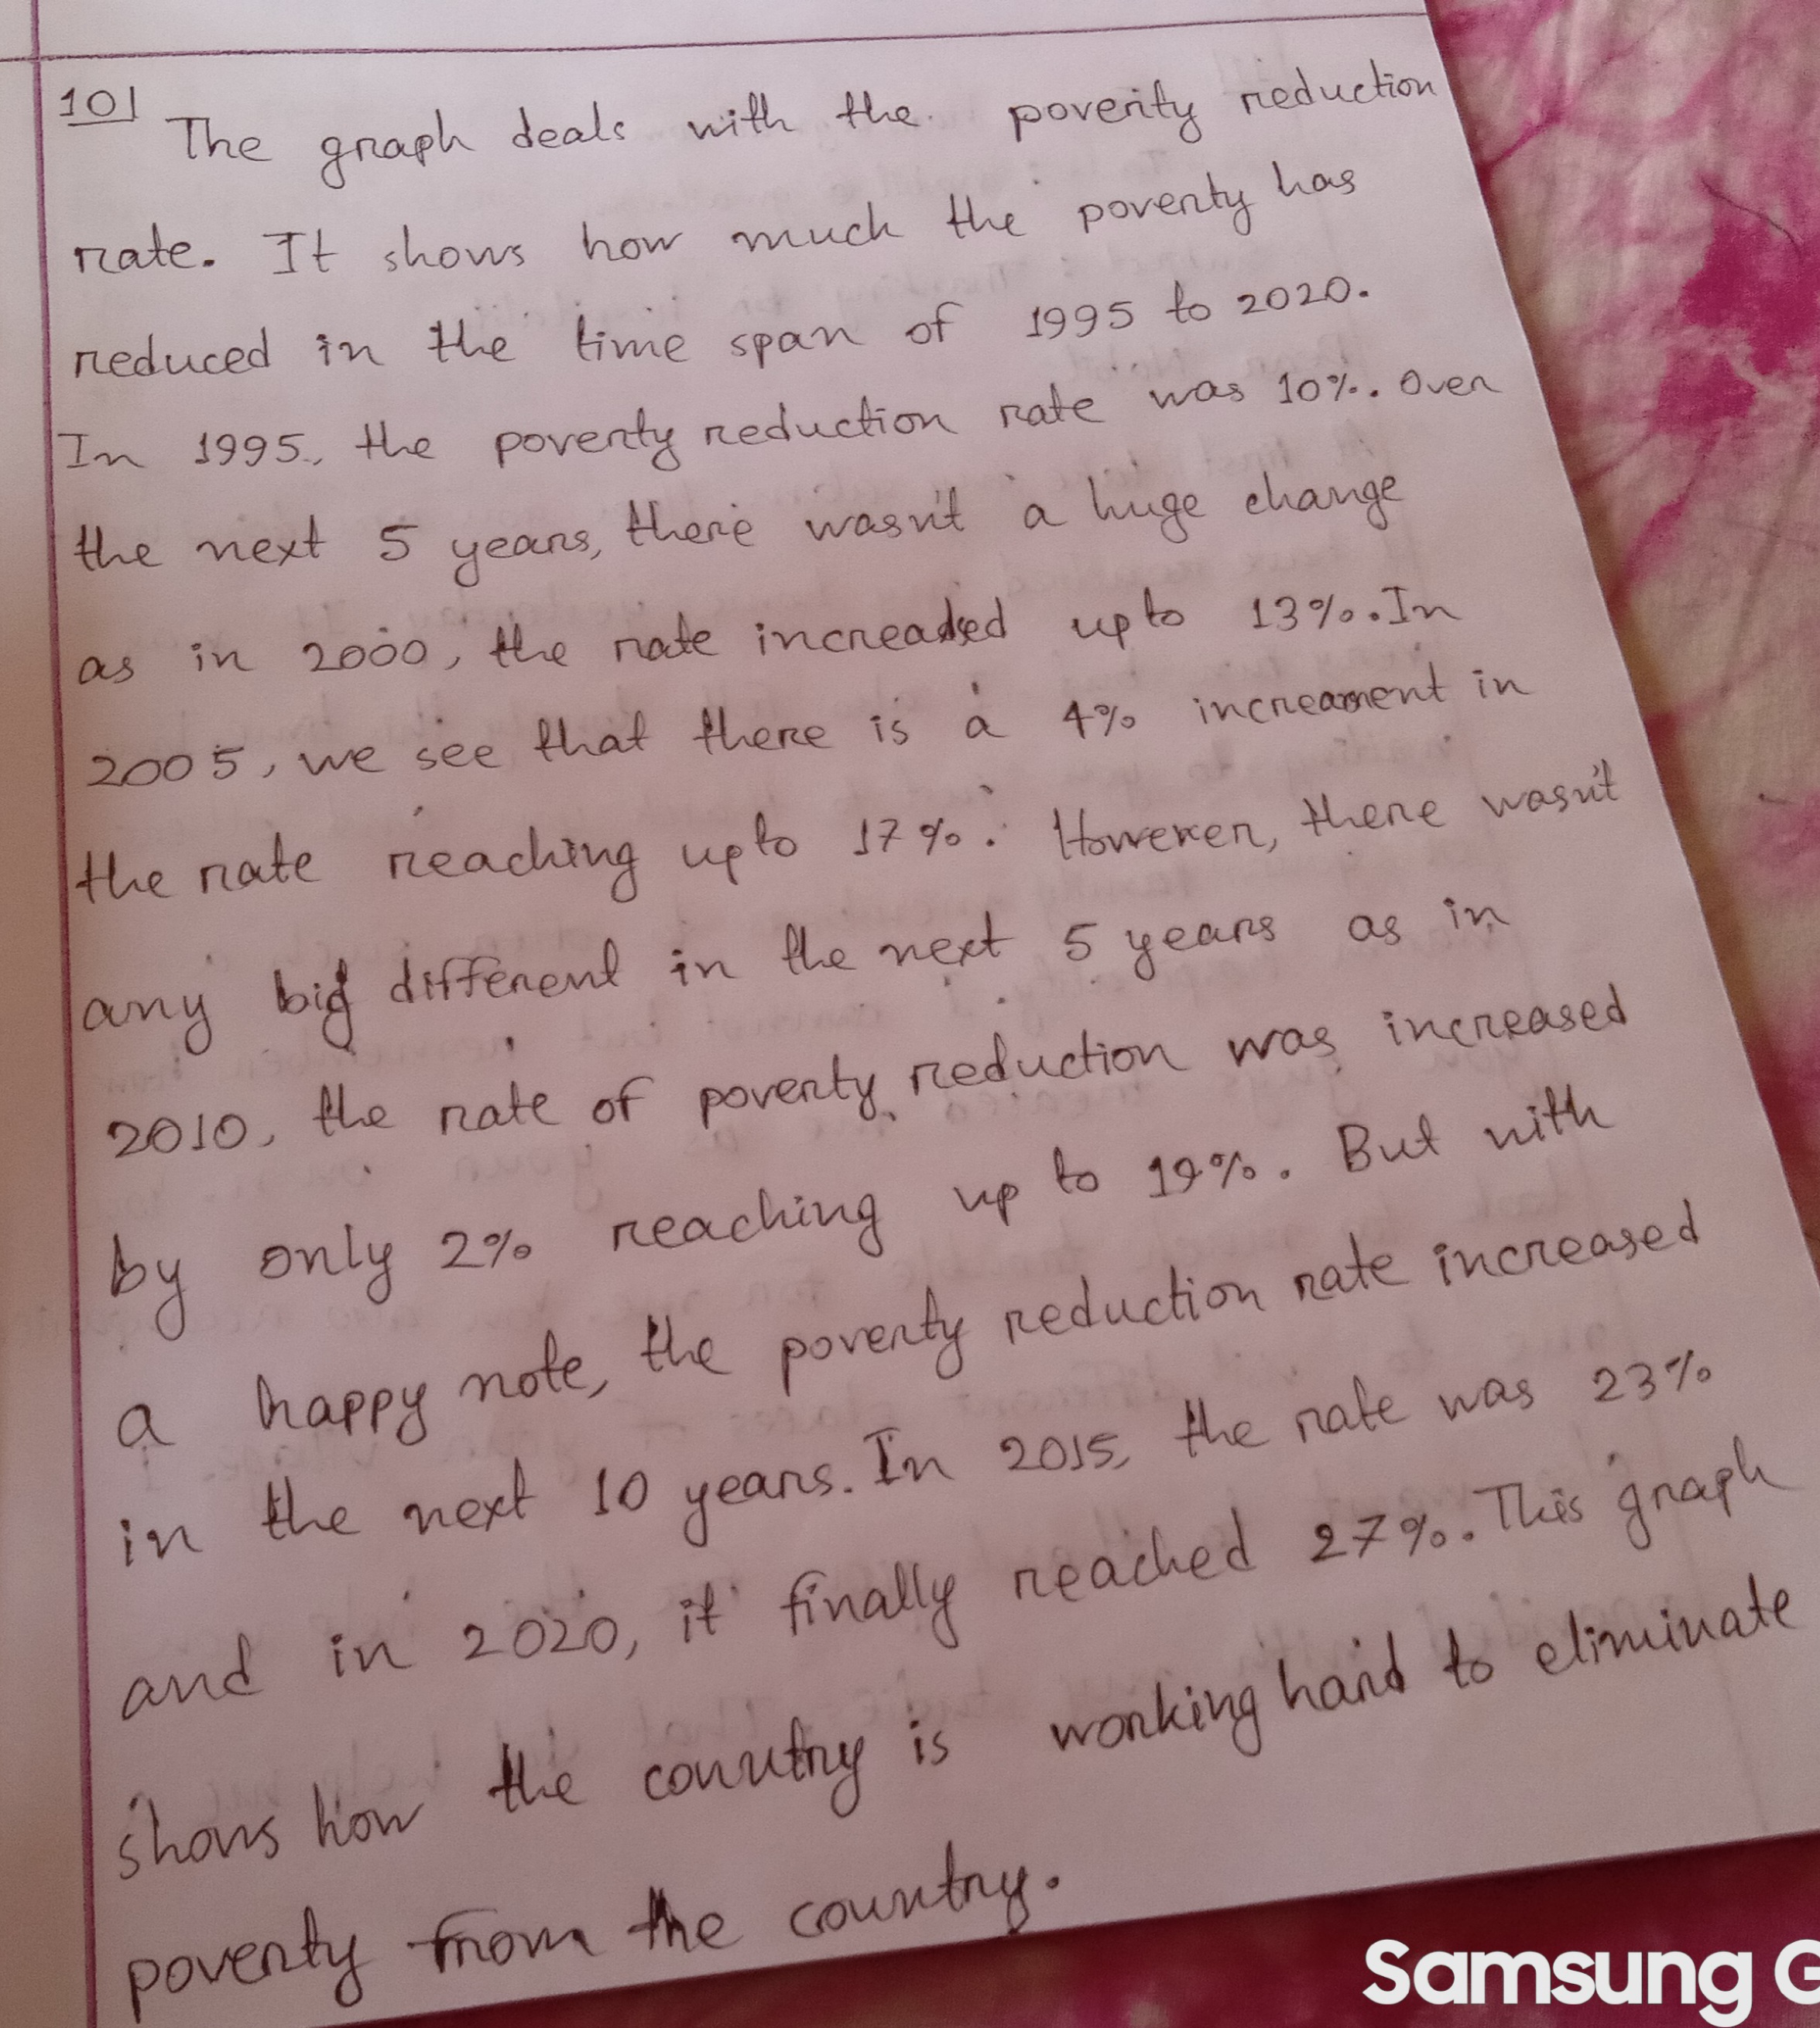 10|
The graph deals with the poverty reduction
rate. It shows how much the poverty has
reduced in the time span of 1995 to 2020.
In 1995, the poverty reduction rate was 10%. Over
the next 5 years, there wasn't a huge change
as in 2000, the rate increased upto 13%. In
2005, we see that there is a 4% increament in
the rate reaching upto 17%. However, there wasn't
any big different in the next 5 years as in
2010, the rate of poverty reduction was increased
by only 2% reaching up to 19%. But with
a happy note, the poverty reduction rate increased
in the next 10 years. In 2015, the rate was 23%
and in 2020, it finally reached 27%. This graph
shows how the country is working hard to eliminate
poverty from the country.
Samsung G